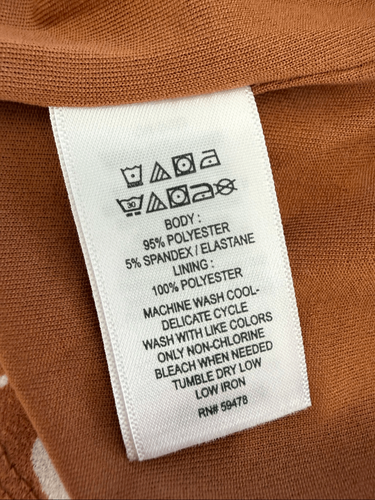 30
BODY :
95% POLYESTER
5% SPANDEX / ELASTANE
LINING :
100% POLYESTER
MACHINE WASH COOL-
DELICATE CYCLE
WASH WITH LIKE COLORS
ONLY NON-CHLORINE
BLEACH WHEN NEEDED
TUMBLE DRY LOW
LOW IRON
RN# 59478